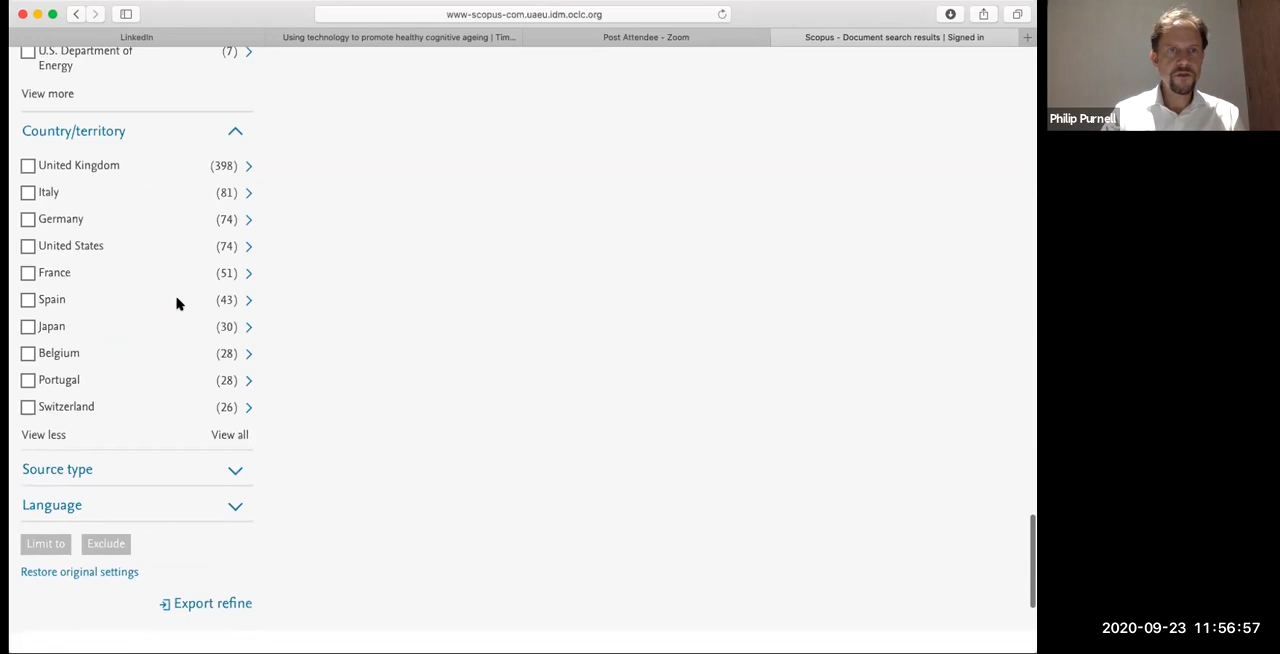 www-scopus-com.uaeu.idm.oclc.org
LinkedIn
Using technology to promote healthy cognitive ageing | Tim...
Post Attendee - Zoom
Scopus - Document search results | Signed in
U.S. Department of (7)
Energy
View more
Country/territory
United Kingdom (398)
Italy (81)
Germany (74)
United States (74)
France (51)
Spain (43)
Japan (30)
Belgium (28)
Portugal (28)
Switzerland (26)
View less View all
Source type
Language
Limit to Exclude
Restore original settings
Export refine
Philip Purnell
2020-09-23 11:56:57